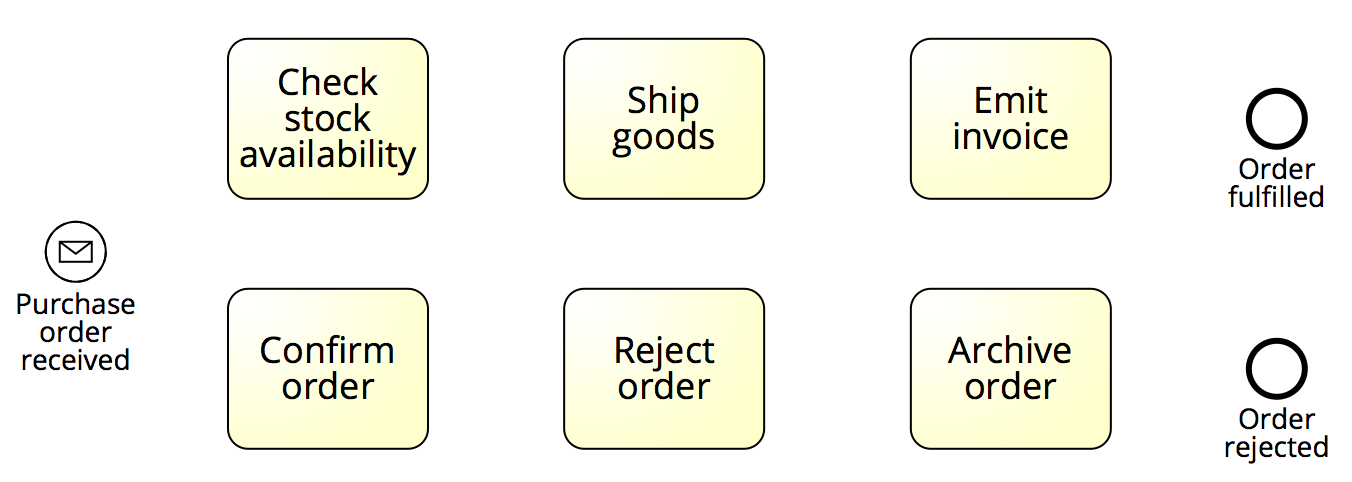 Check
stock
availability
Ship
goods
Emit
invoice
Order
fulfilled
Purchase
order
received
Confirm
order
Reject
order
Archive
order
Order
rejected